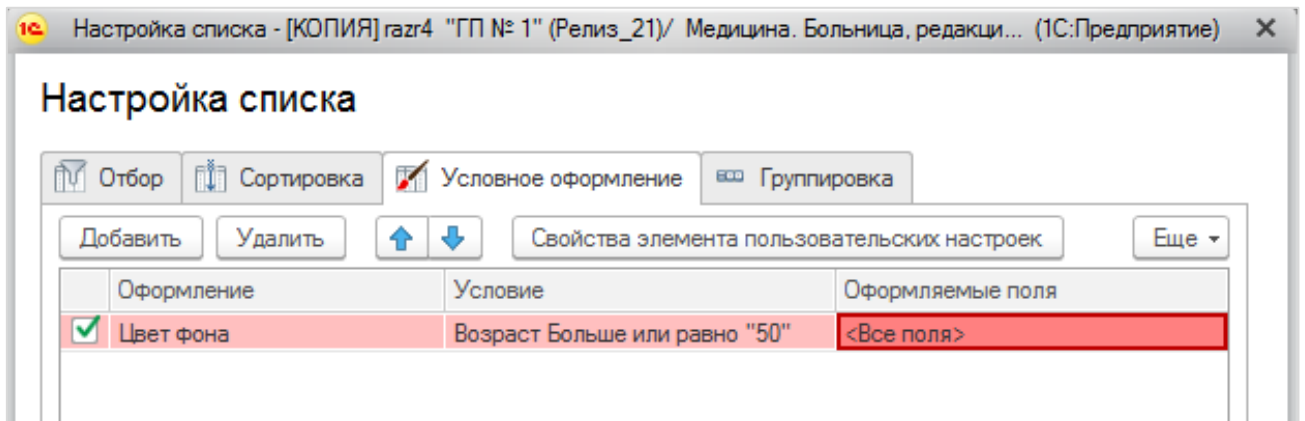 1С Настройка списка - [КОПИЯ] razr4 "ГП № 1" (Релиз_21)/ Медицина. Больница, редакци... (1С:Предприятие)
Настройка списка
Отбор Сортировка Условное оформление Группировка
Добавить Удалить Свойства элемента пользовательских настроек Еще
Оформление Условие Оформляемые поля
Цвет фона Возраст Больше или равно "50" <Все поля>